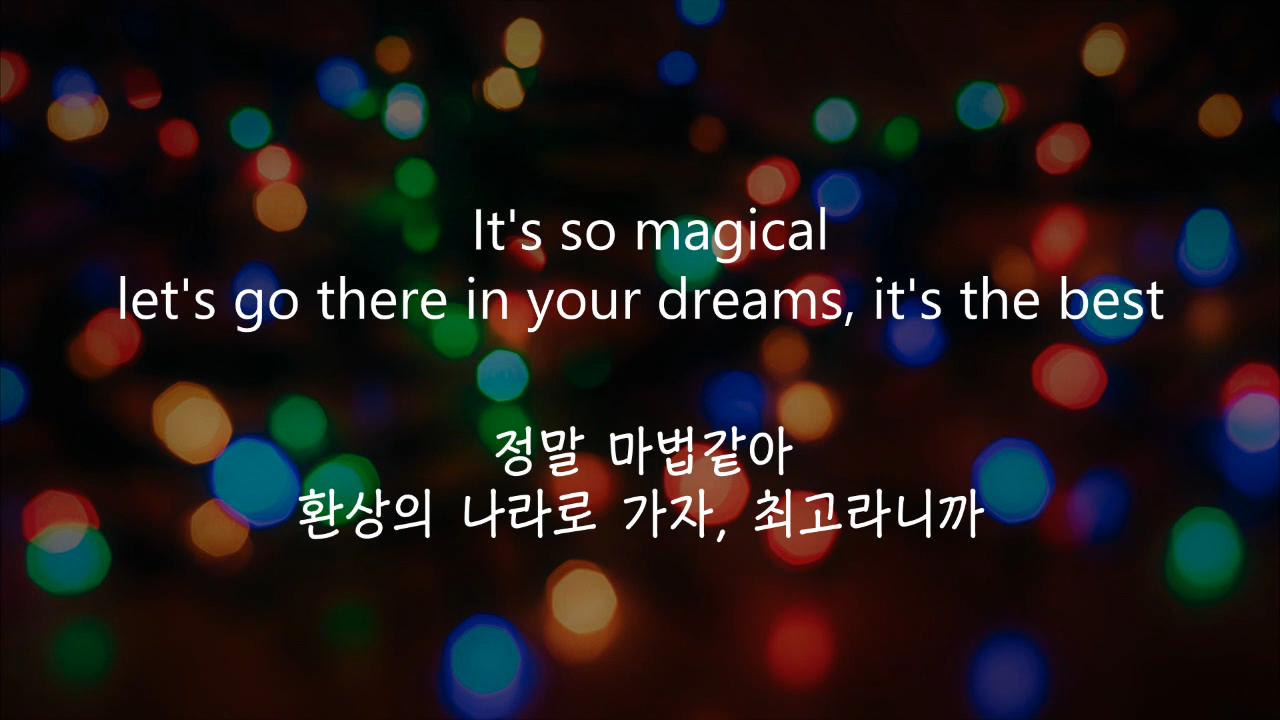 It's so magical
let's go there in your dreams, it's the best
정말 마법같아
환상의 나라로 가자, 최고라니까